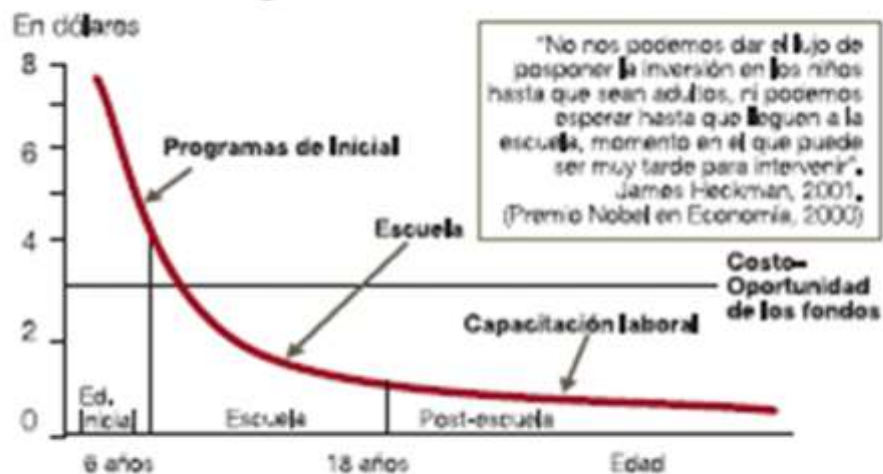 En dólares
8
6
4
2
0
"No nos podemos dar el lujo de
posponer la inversión en los niños
hasta que sean adultos, ni podemos
esperar hasta que lleguen a la
escuela, momento en el que puede
ser muy tarde para intervenir".
James Heckman, 2001.
(Premio Nobel en Economía, 2000)
Programas de Inicial
Escuela
Costo-
Oportunidad
de los fondos
Capacitación laboral
Ed.
Inicial
Escuela
Post-escuela
6 años
18 años
Edad